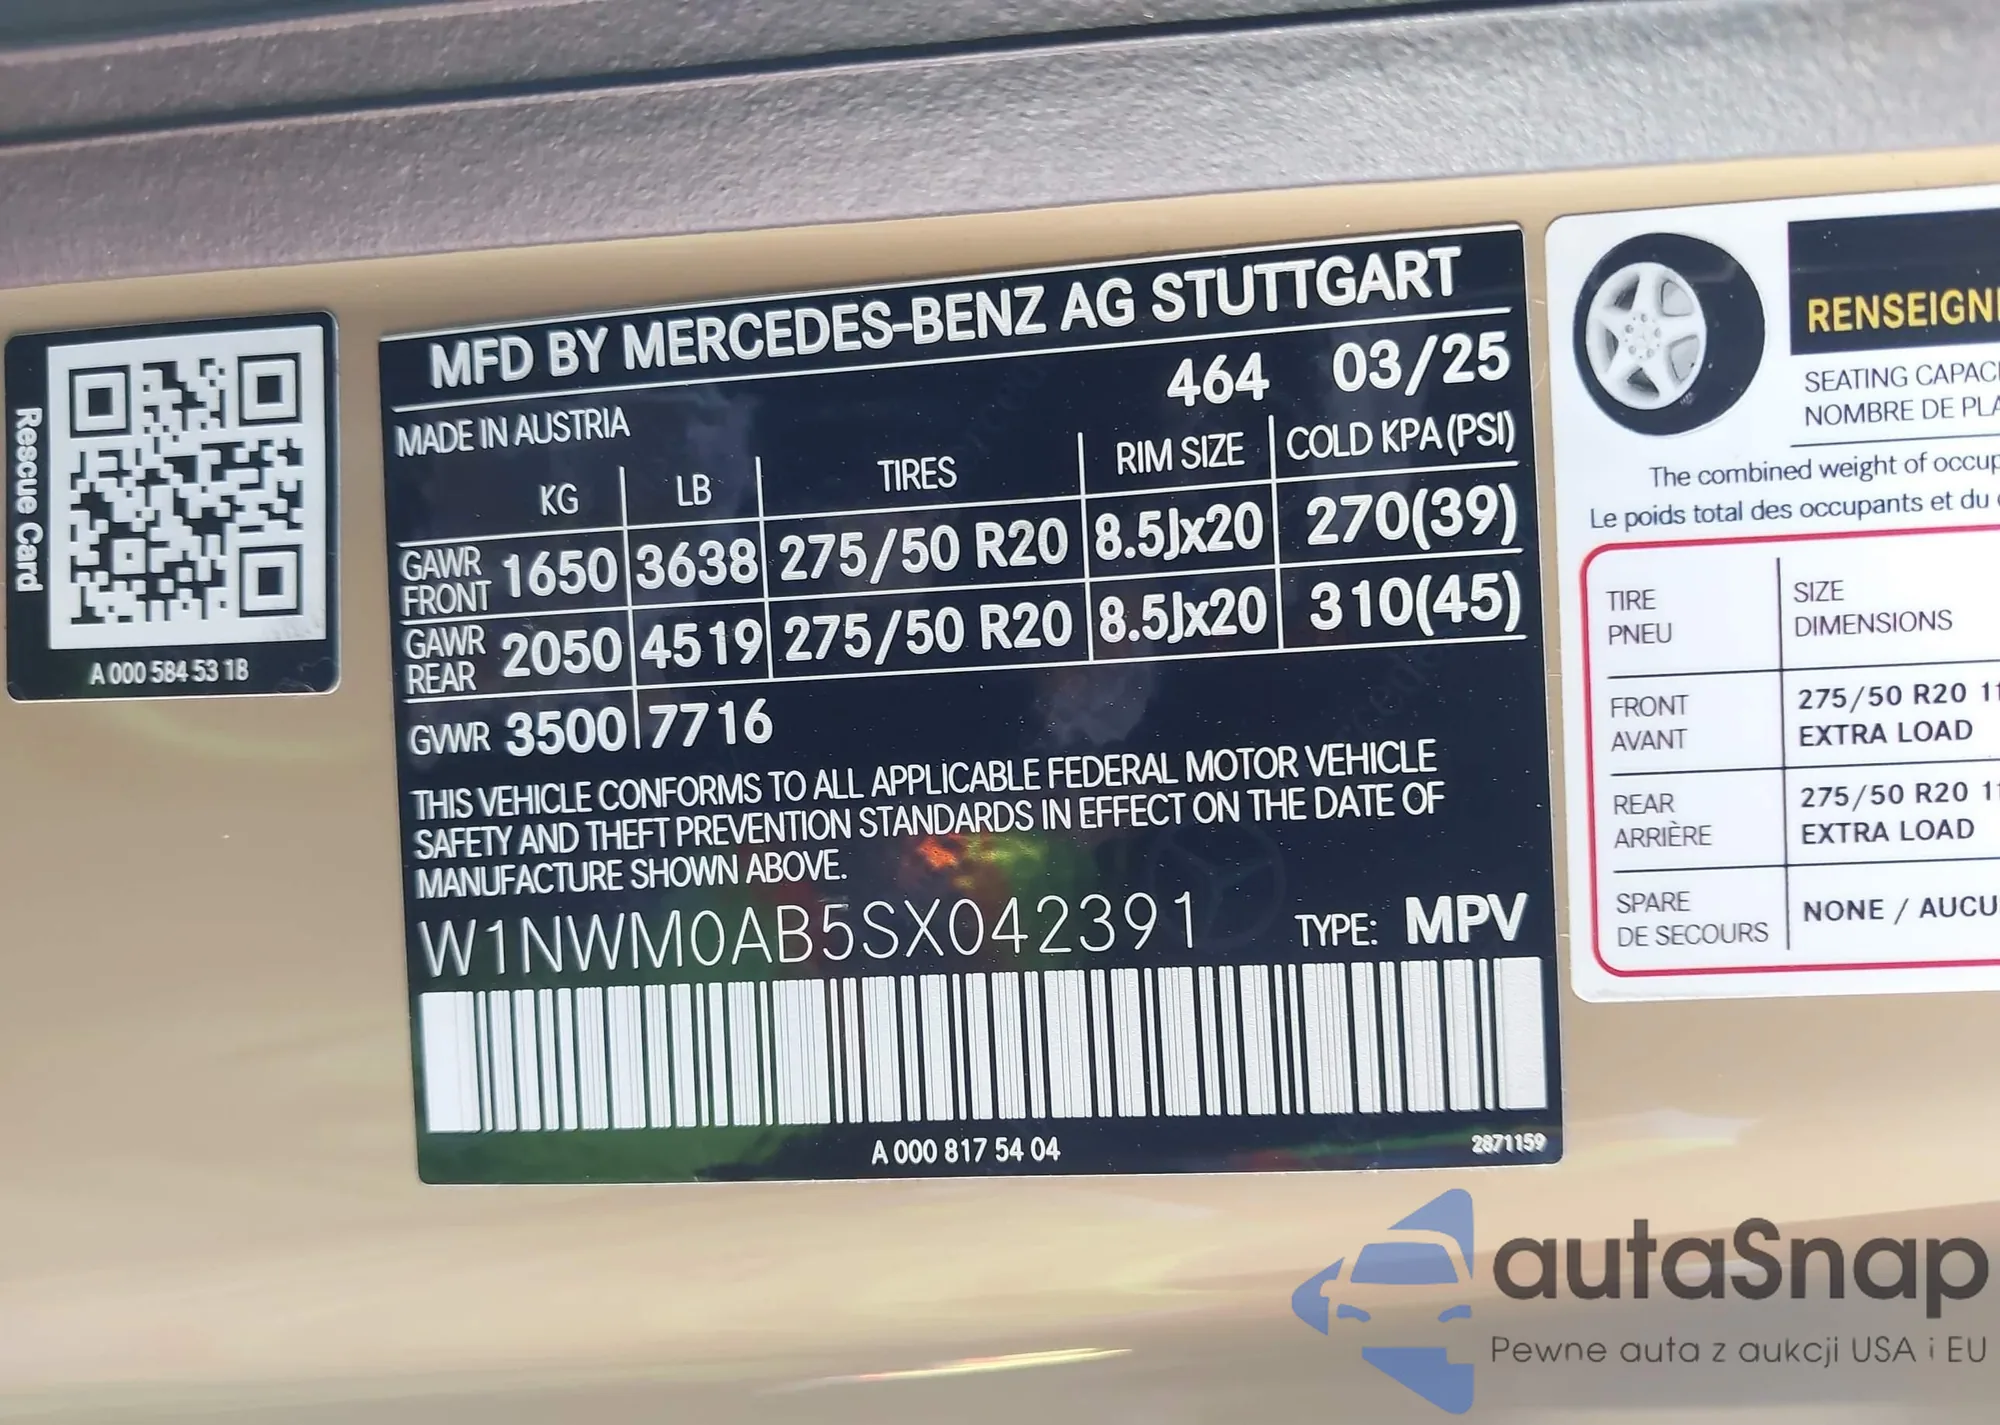 Rescue Card
A 000 584 53 18
MFD BY MERCEDES-BENZ AG STUTTGART
464 03/25
MADE IN AUSTRIA
KG LB TIRES RIM SIZE COLD KPA(PSI)
GAWR FRONT 1650 3638 275/50 R20 8.5Jx20 270(39)
GAWR REAR 2050 4519 275/50 R20 8.5Jx20 310(45)
GVWR 3500 7716
THIS VEHICLE CONFORMS TO ALL APPLICABLE FEDERAL MOTOR VEHICLE
SAFETY AND THEFT PREVENTION STANDARDS IN EFFECT ON THE DATE OF
MANUFACTURE SHOWN ABOVE.
W1NWM0AB5SX042391 TYPE: MPV
A 000 817 54 04
2871159
RENSEIGN
SEATING CAPAC
NOMBRE DE PLA
The combined weight of occup
Le poids total des occupants et du
TIRE SIZE
PNEU DIMENSIONS
FRONT 275/50 R20 11
AVANT EXTRA LOAD
REAR 275/50 R20 11
ARRIÈRE EXTRA LOAD
SPARE NONE / AUCU
DE SECOURS
autaSnap
Pewne auta z aukcji USA i EU